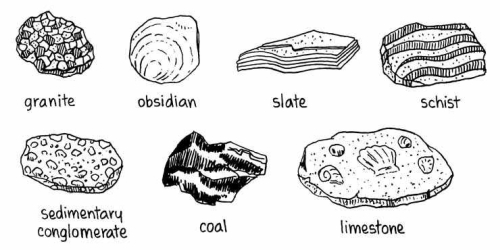 granite
obsidian
slate
schist
sedimentary
conglomerate
coal
limestone